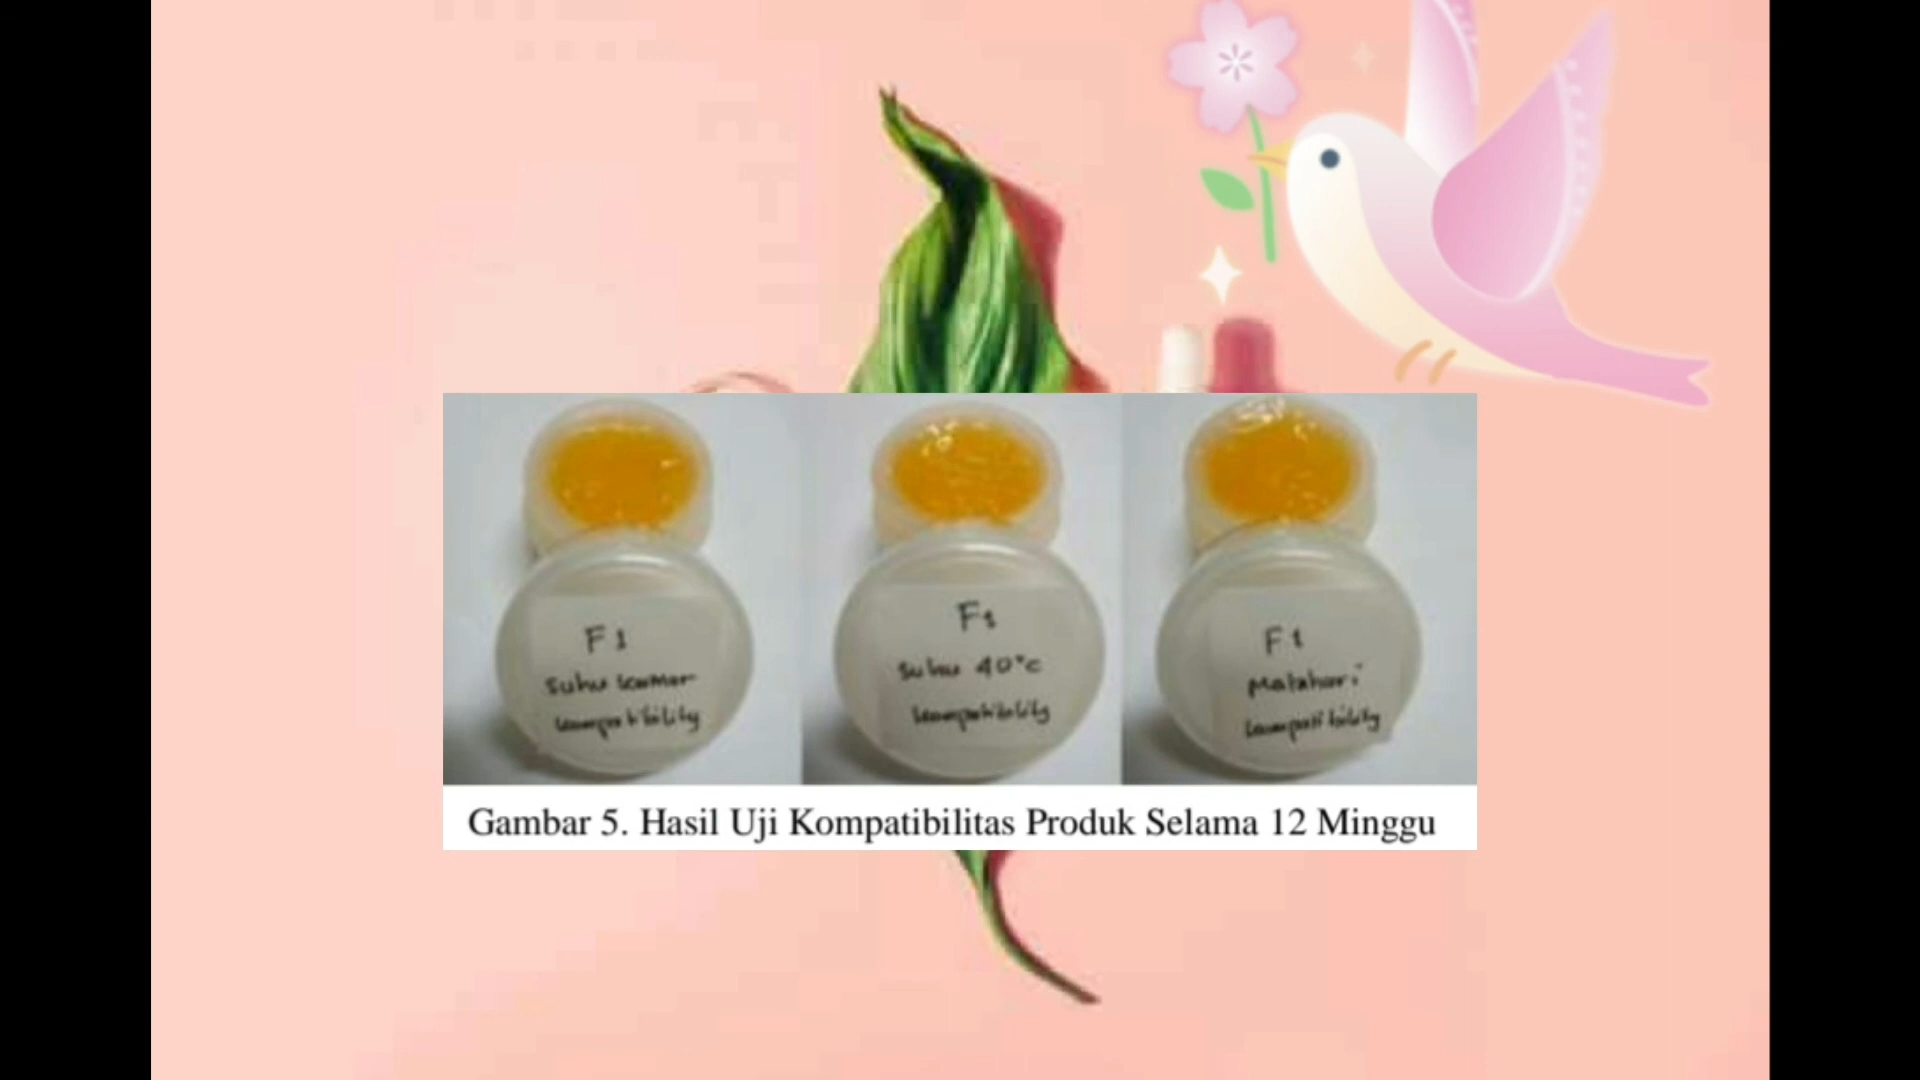 F1
Suhu kamar
kompatibility
F1
Suhu 40°C
kompatibility
F1
Matahari
kompatibility
Gambar 5. Hasil Uji Kompatibilitas Produk Selama 12 Minggu